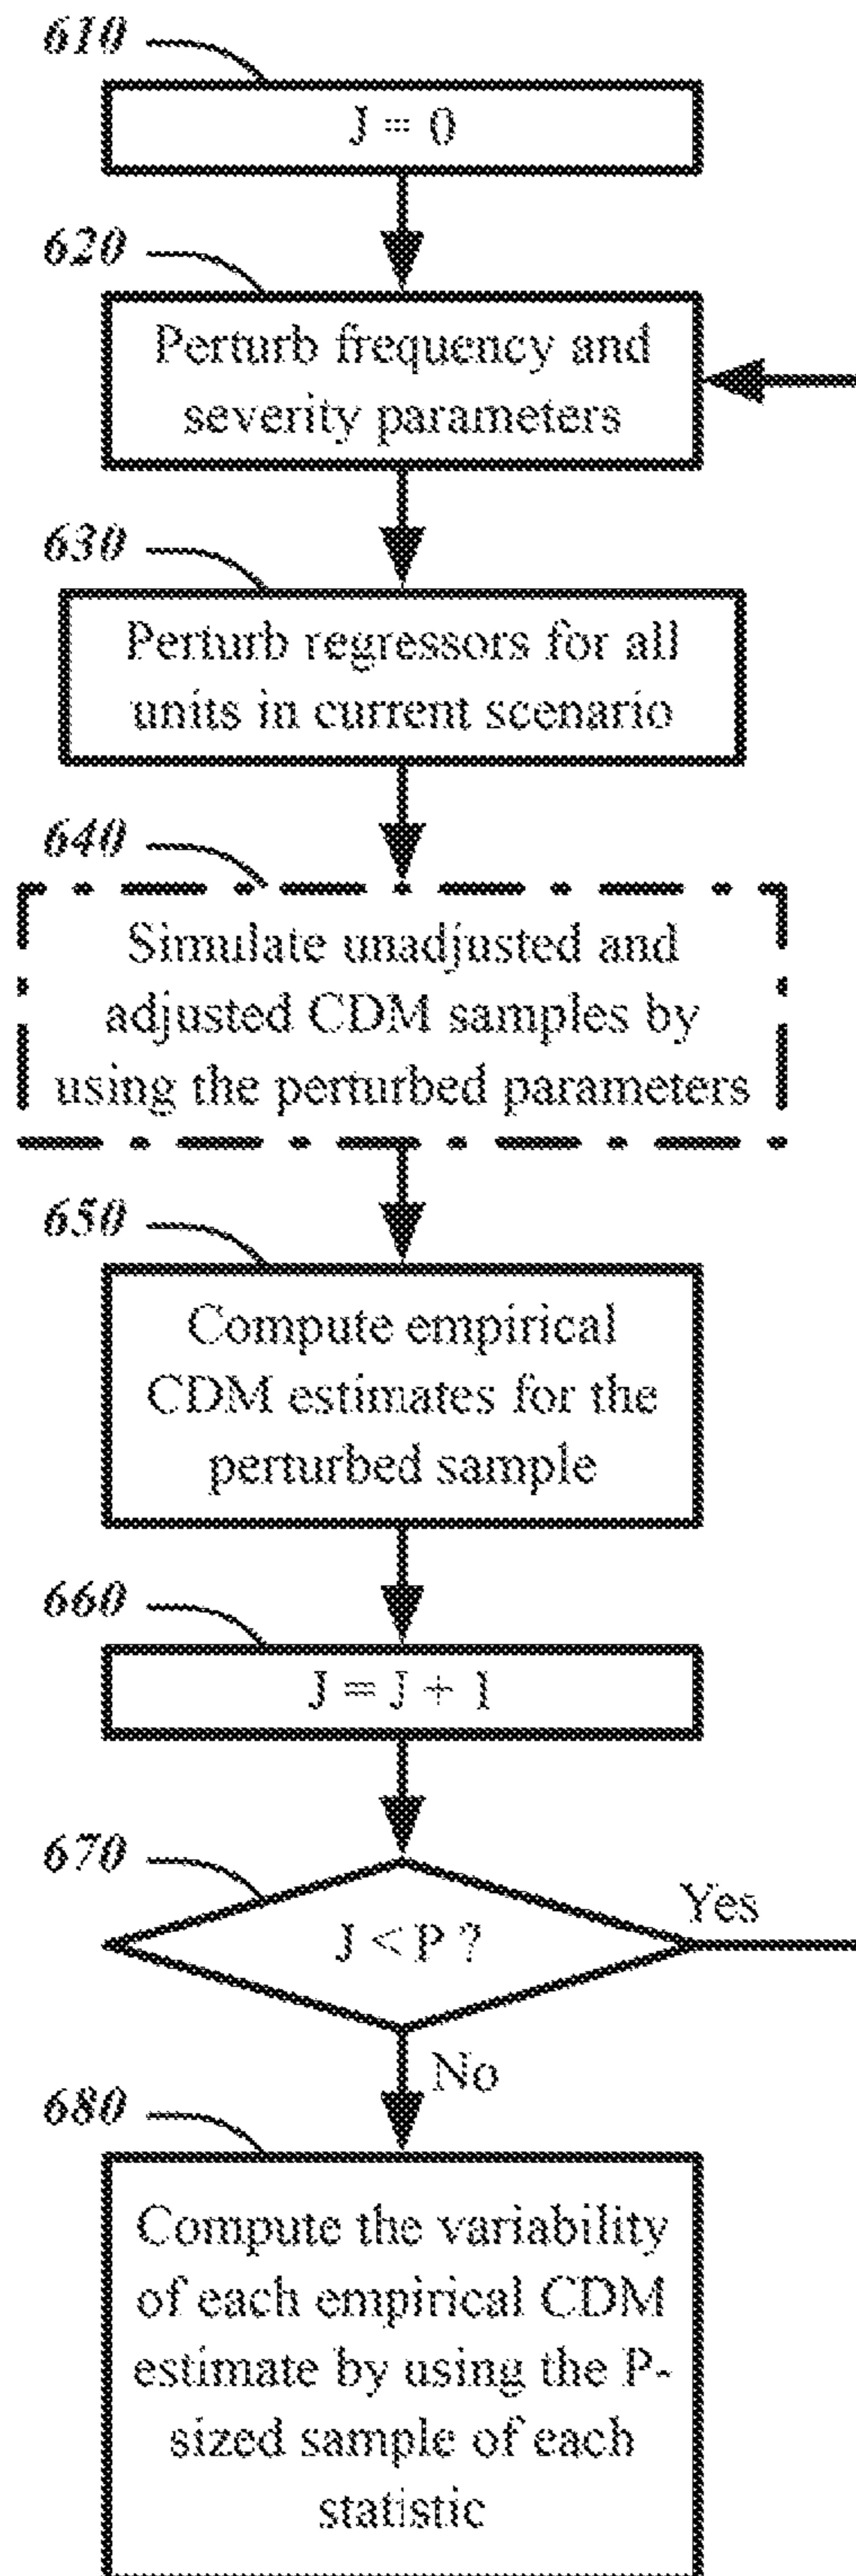 610
J = 0
620
Perturb frequency and
severity parameters
630
Perturb regressors for all
units in current scenario
640
Simulate unadjusted and
adjusted CDM samples by
using the perturbed parameters
650
Compute empirical
CDM estimates for the
perturbed sample
660
J = J + 1
670
J < P ?
Yes
No
680
Compute the variability
of each empirical CDM
estimate by using the P-
sized sample of each
statistic